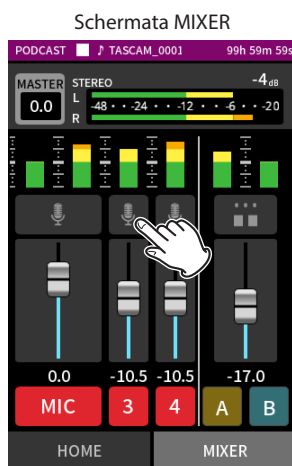 Schermata MIXER
PODCAST ♪ TASCAM_0001 99h 59m 59s
MASTER STEREO -4dB
0.0 L -48 · · -24 · · -12 · · -6 · · -20
R
0.0 -10.5 -10.5 -17.0
MIC 3 4 A B
HOME MIXER